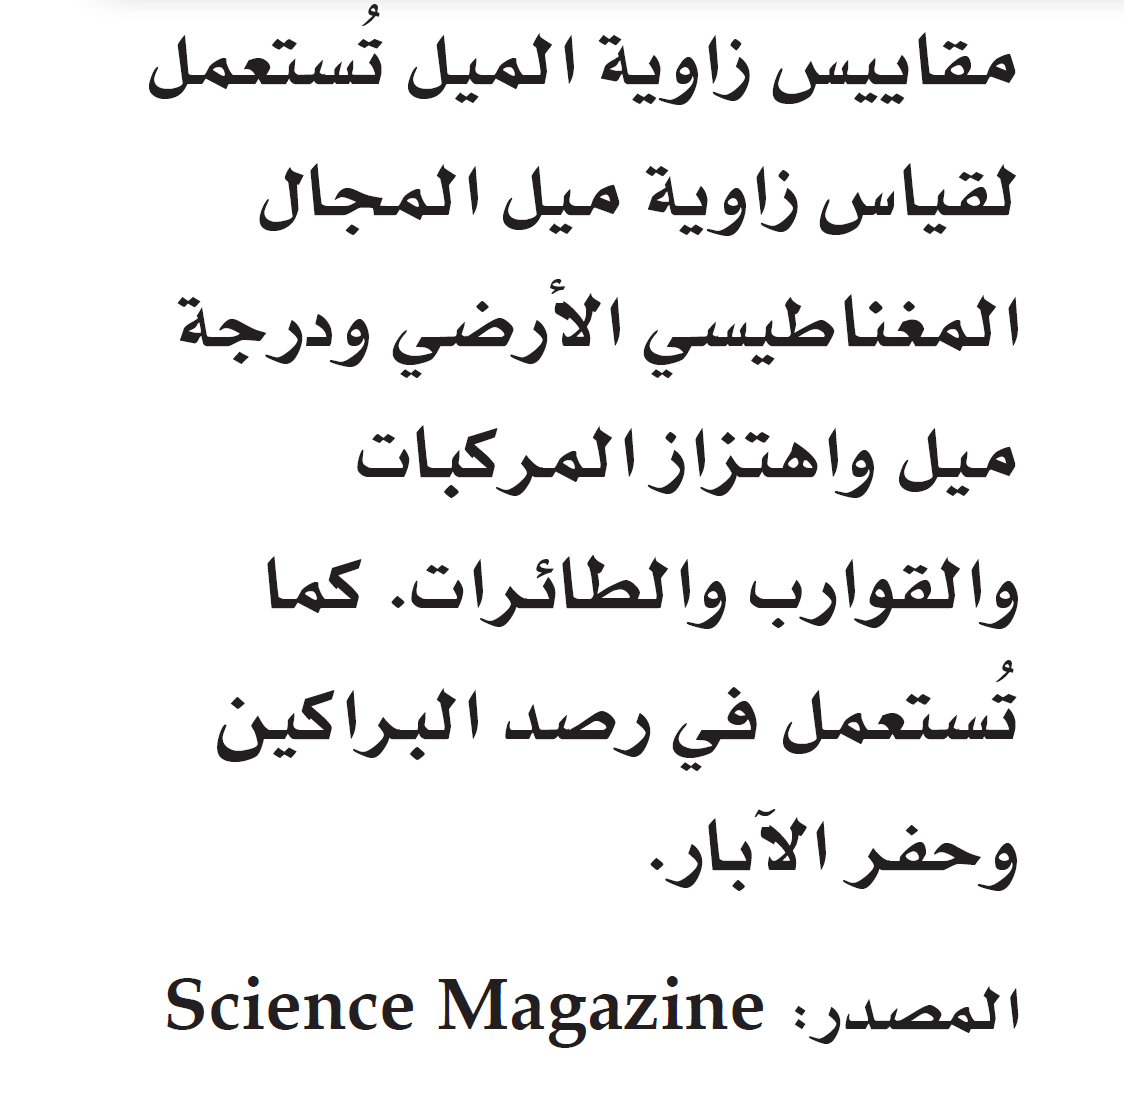 مقاييس زاوية الميل تُستعمل
لقياس زاوية ميل المجال
المغناطيسي الأرضي ودرجة
ميل واهتزاز المركبات
والقوارب والطائرات. كما
تُستعمل في رصد البراكين
وحفر الآبار.
المصدر: Science Magazine